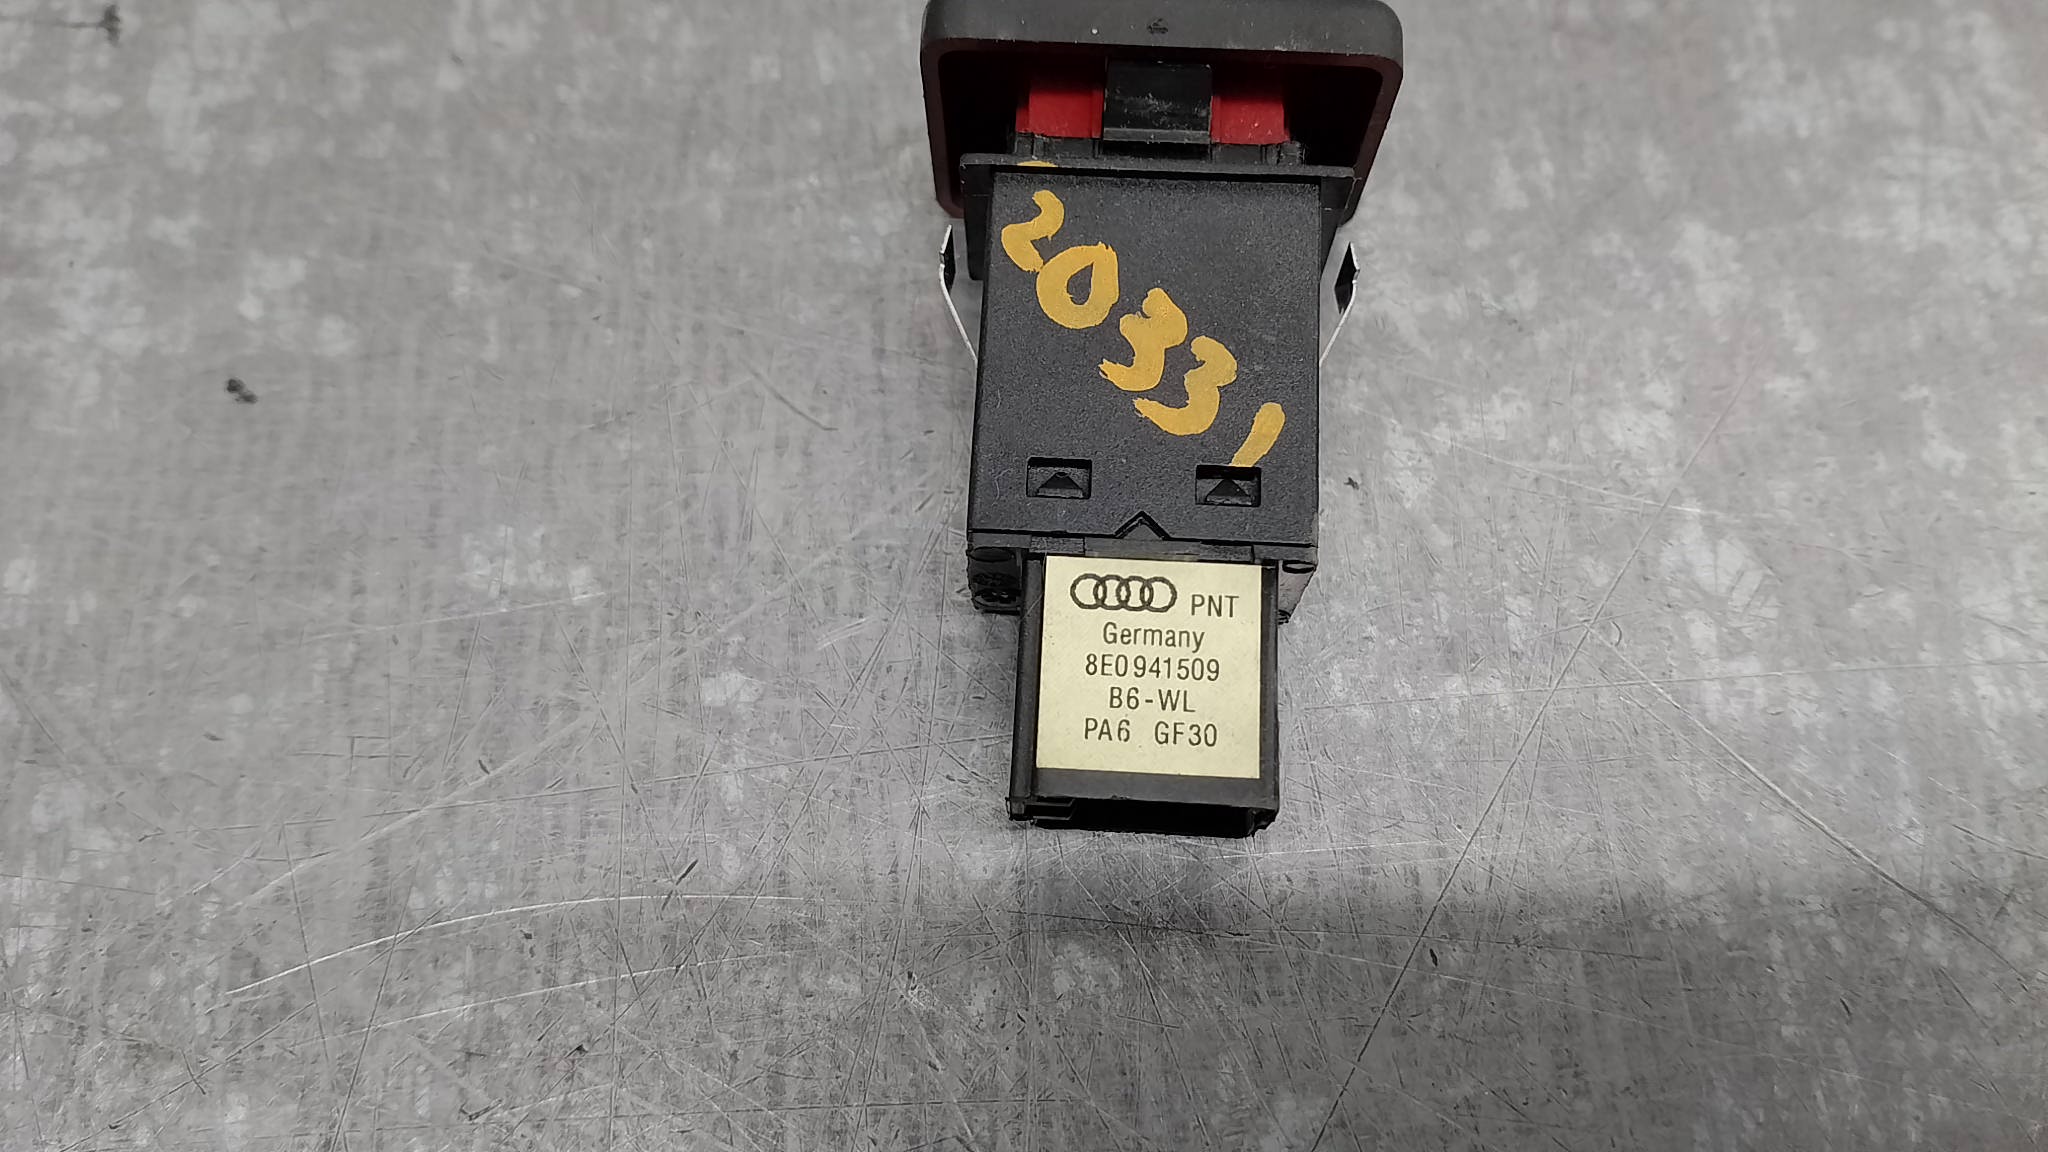 20331
PNT
Germany
8E0941509
B6-WL
PA6 GF30